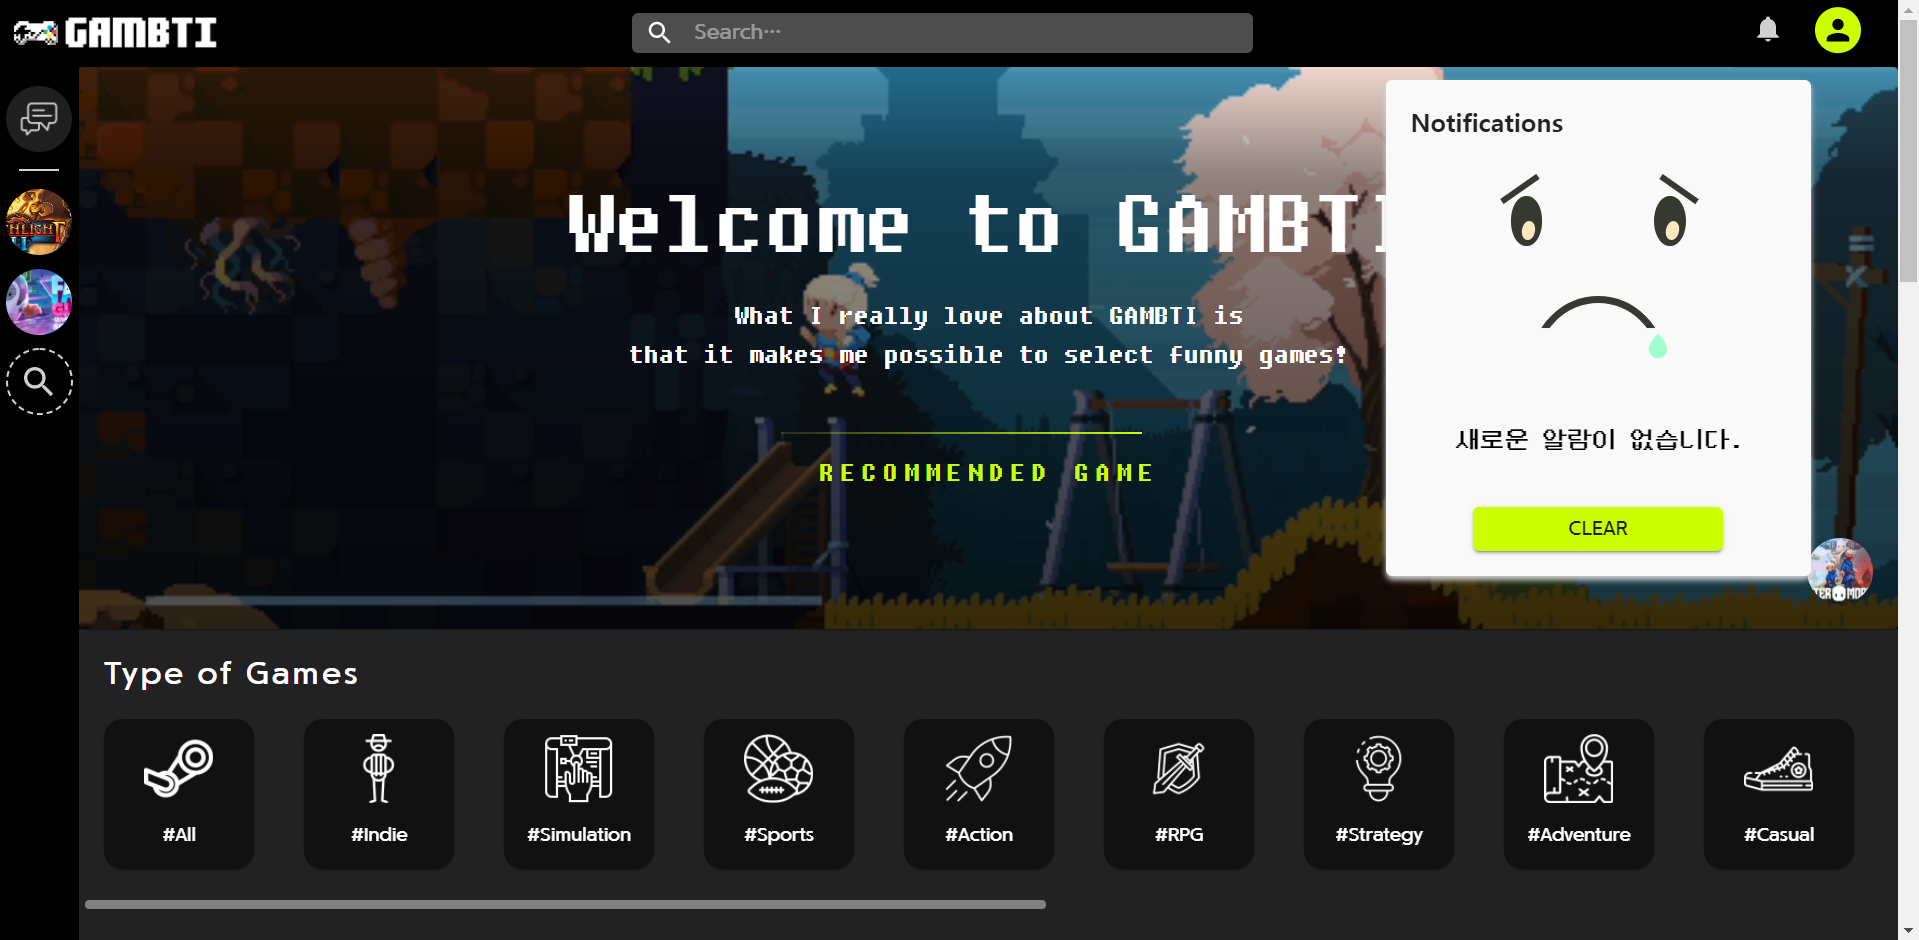 GAMBTI
Search...
Notifications
Welcome to GAMBTI
What I really love about GAMBTI is
that it makes me possible to select funny games!
RECOMMENDED GAME
새로운 알람이 없습니다.
CLEAR
Type of Games
#All
#Indie
#Simulation
#Sports
#Action
#RPG
#Strategy
#Adventure
#Casual